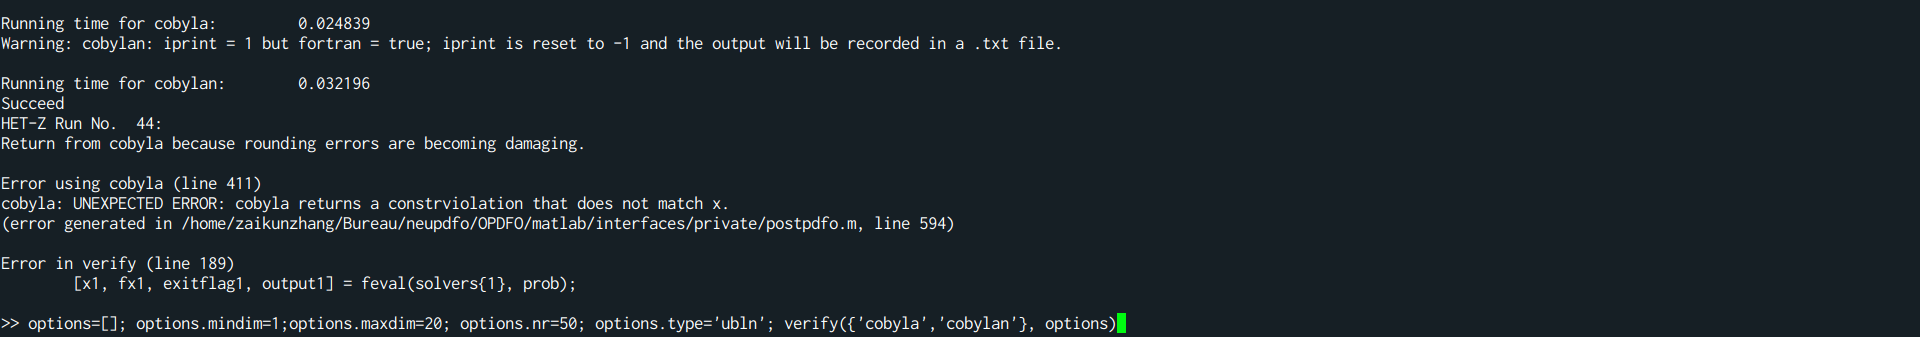 Running time for cobyla:         0.024839
Warning: cobylan: iprint = 1 but fortran = true; iprint is reset to -1 and the output will be recorded in a .txt file.
Running time for cobylan:        0.032196
Succeed
HET-Z Run No.  44:
Return from cobyla because rounding errors are becoming damaging.
Error using cobyla (line 411)
cobyla: UNEXPECTED ERROR: cobyla returns a constrviolation that does not match x.
(error generated in /home/zaikunzhang/Bureau/neupdfo/OPDFO/matlab/interfaces/private/postpdfo.m, line 594)
Error in verify (line 189)
        [x1, fx1, exitflag1, output1] = feval(solvers{1}, prob);
>> options=[]; options.mindim=1;options.maxdim=20; options.nr=50; options.type='ubln'; verify({'cobyla','cobylan'}, options)